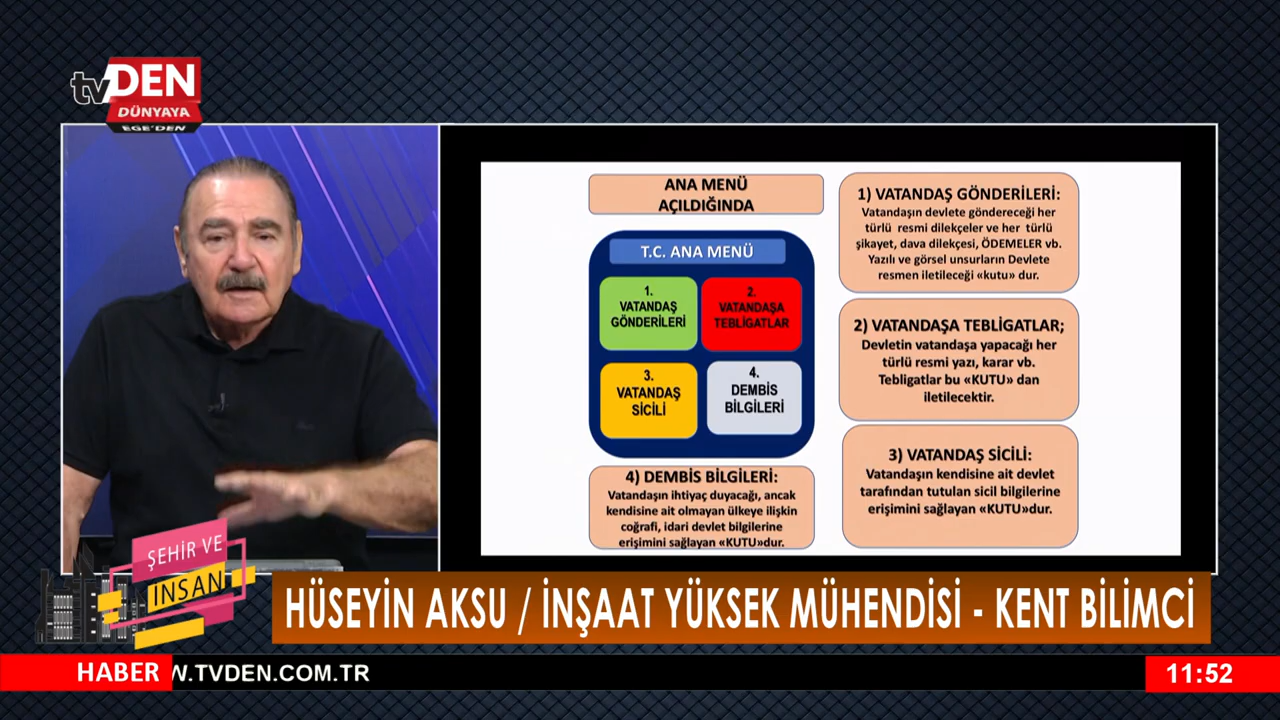 tvDEN
DÜNYAYA
EGE'DEN
ANA MENÜ
AÇILDIĞINDA
T.C. ANA MENÜ
1.
VATANDAŞ
GÖNDERİLERİ
2.
VATANDAŞA
TEBLİGATLAR
3.
VATANDAŞ
SİCİLİ
4.
DEMBİS
BİLGİLERİ
4) DEMBİS BİLGİLERİ:
Vatandaşın ihtiyaç duyacağı, ancak
kendisine ait olmayan ülkeye ilişkin
coğrafi, idari devlet bilgilerine
erişimini sağlayan «KUTU»dur.
1) VATANDAŞ GÖNDERİLERİ:
Vatandaşın devlete göndereceği her
türlü resmi dilekçeler ve her türlü
şikayet, dava dilekçesi, ÖDEMELER vb.
Yazılı ve görsel unsurların Devlete
resmen iletileceği «kutu» dur.
2) VATANDAŞA TEBLİGATLAR;
Devletin vatandaşa yapacağı her
türlü resmi yazı, karar vb.
Tebligatlar bu «KUTU» dan
iletilecektir.
3) VATANDAŞ SİCİLİ:
Vatandaşın kendisine ait devlet
tarafından tutulan sicil bilgilerine
erişimini sağlayan «KUTU»dur.
ŞEHİR VE
İNSAN
HÜSEYİN AKSU / İNŞAAT YÜKSEK MÜHENDİSİ - KENT BİLİMCİ
HABER
W.TVDEN.COM.TR
11:52